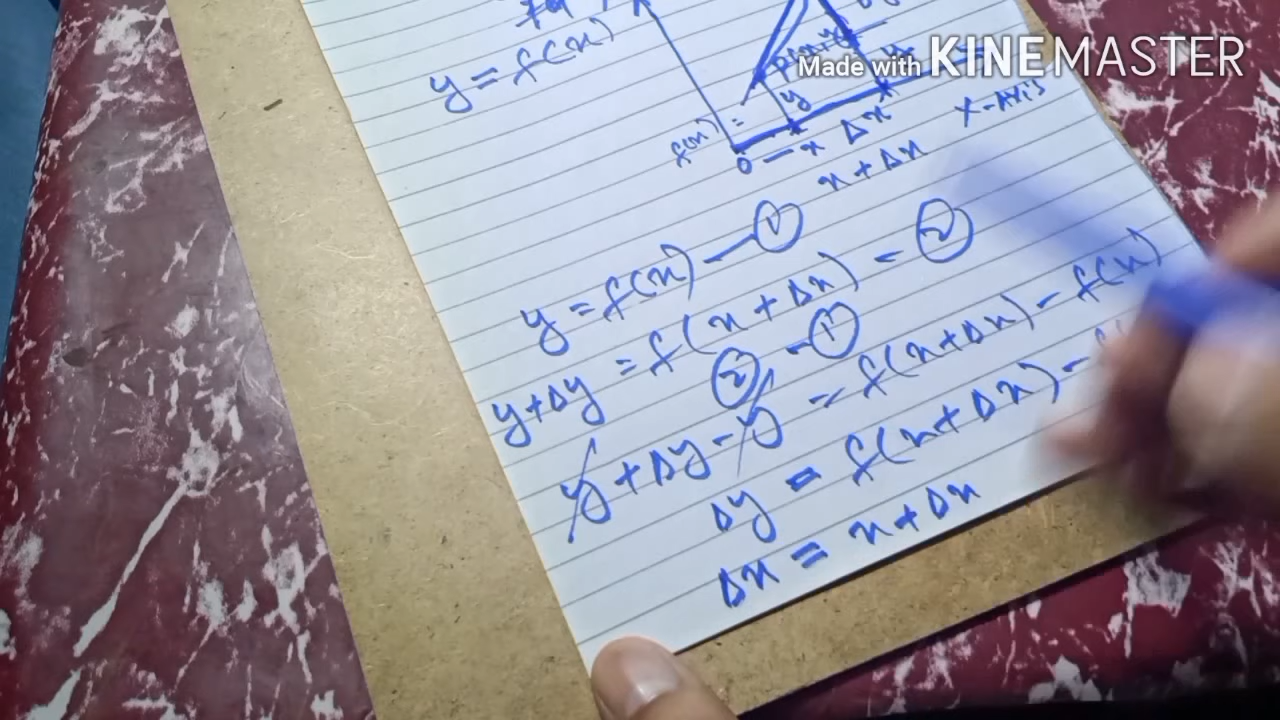 y = f(x)
Made with KINEMASTER
y
f(x)
0 x Δx
X-Axis
x + Δx
y = f(x) — ①
y+Δy = f(x + Δx) - ②
② - ①
y + Δy - y = f(x+Δx) - f(x)
Δy = f(x+Δx) -
Δx = x + Δx